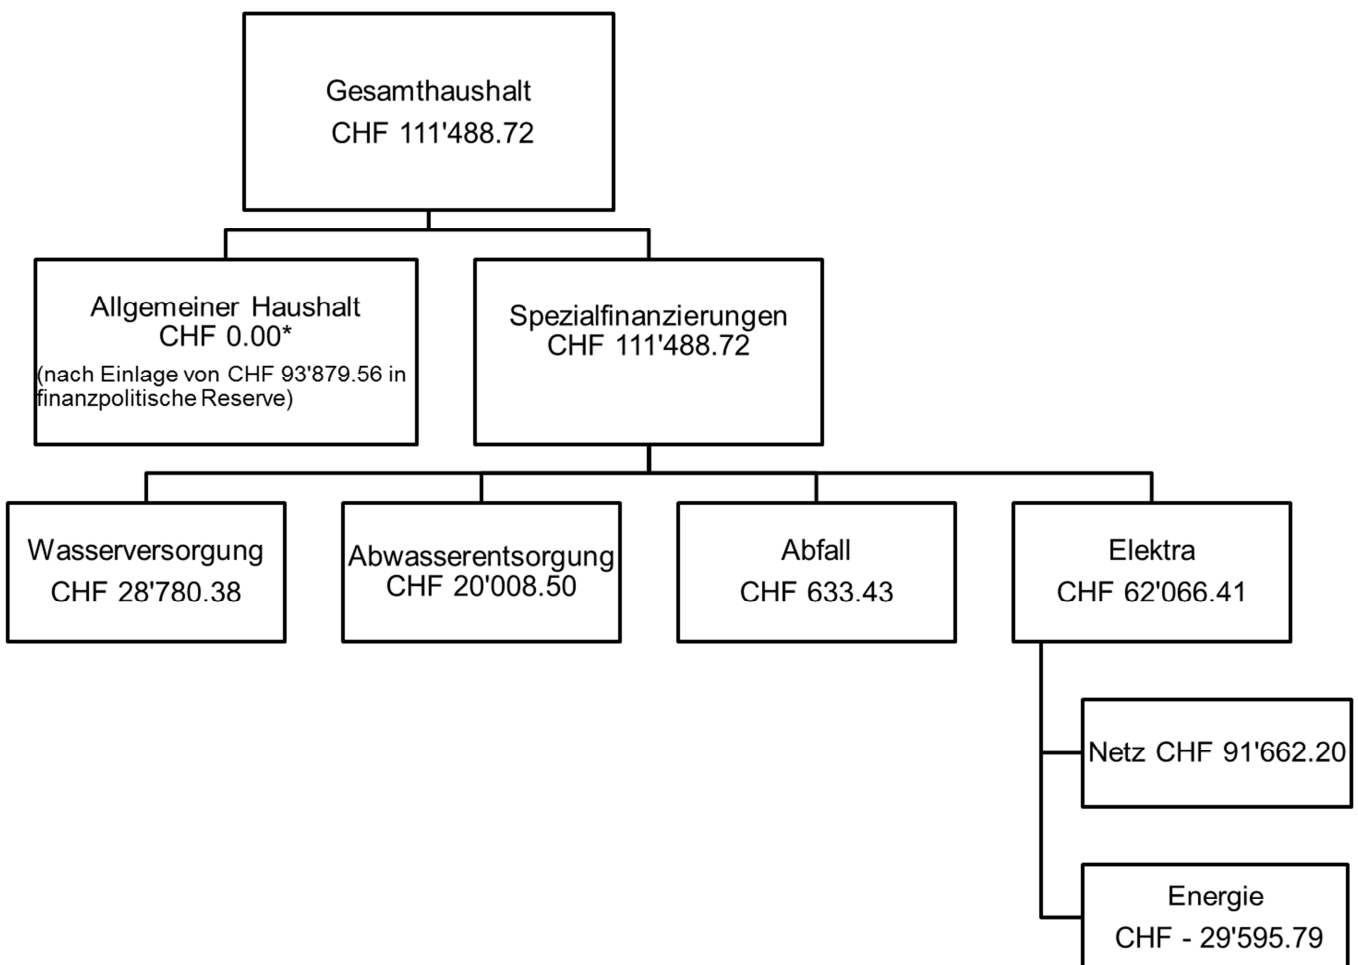 Gesamthaushalt
CHF 111'488.72
Allgemeiner Haushalt
CHF 0.00*
(nach Einlage von CHF 93'879.56 in
finanzpolitische Reserve)
Spezialfinanzierungen
CHF 111'488.72
Wasserversorgung
CHF 28'780.38
Abwasserentsorgung
CHF 20'008.50
Abfall
CHF 633.43
Elektra
CHF 62'066.41
Netz CHF 91'662.20
Energie
CHF - 29'595.79